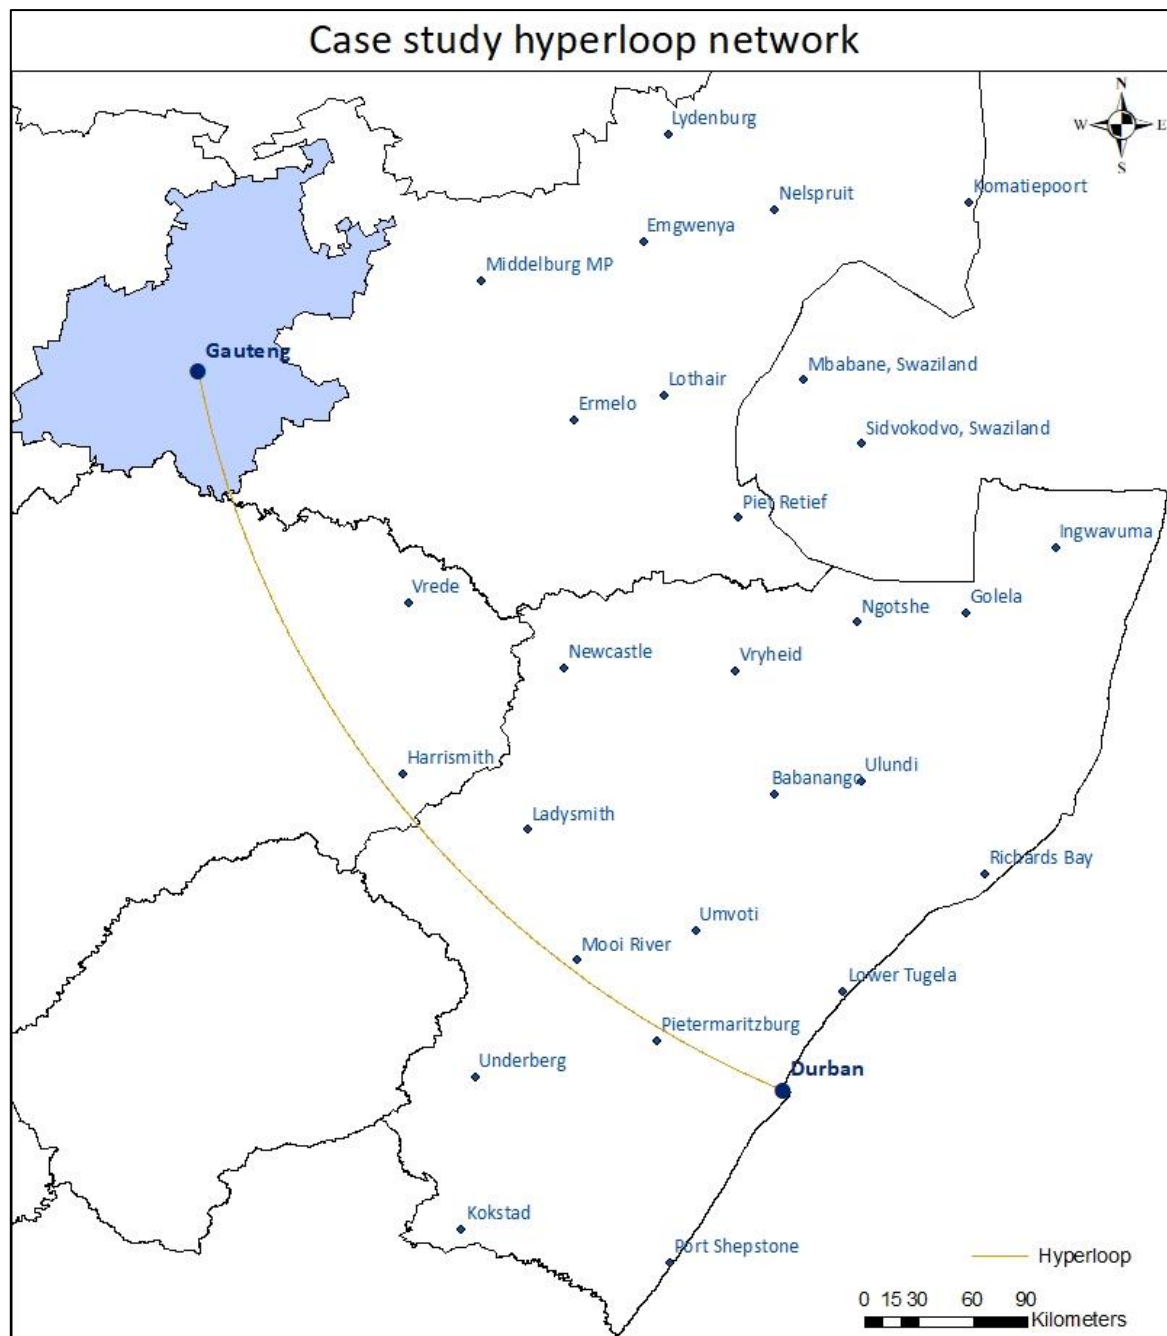 Case study hyperloop network
N
W E
S
Lydenburg
Nelspruit
Komatiepoort
Emgwenya
Middelburg MP
Gauteng
Lothair
Mbabane, Swaziland
Ermelo
Sidvokodvo, Swaziland
Piet Retief
Ingwavuma
Vrede
Ngotshe
Golela
Newcastle
Vryheid
Harrismith
Babanango
Ulundi
Ladysmith
Richards Bay
Umvoti
Mooi River
Lower Tugela
Pietermaritzburg
Underberg
Durban
Kokstad
Port Shepstone
Hyperloop
0 15 30 60 90
Kilometers